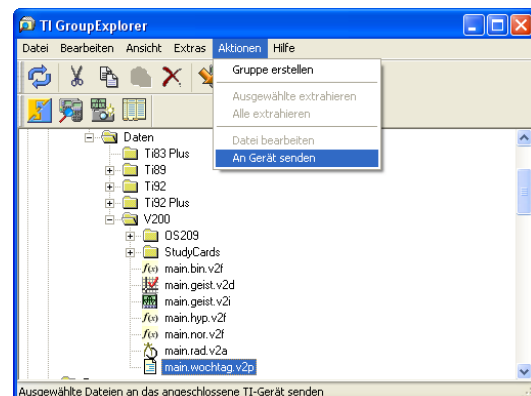 TI GroupExplorer
Datei Bearbeiten Ansicht Extras Aktionen Hilfe
Gruppe erstellen
Ausgewählte extrahieren
Alle extrahieren
Datei bearbeiten
An Gerät senden
Daten
Ti83 Plus
Ti89
Ti92
Ti92 Plus
V200
OS209
StudyCards
f(x) main.bin.v2f
main.geist.v2d
main.geist.v2i
f(x) main.hyp.v2f
f(x) main.nor.v2f
main.rad.v2a
main.wochtag.v2p
Ausgewählte Dateien an das angeschlossene TI-Gerät senden